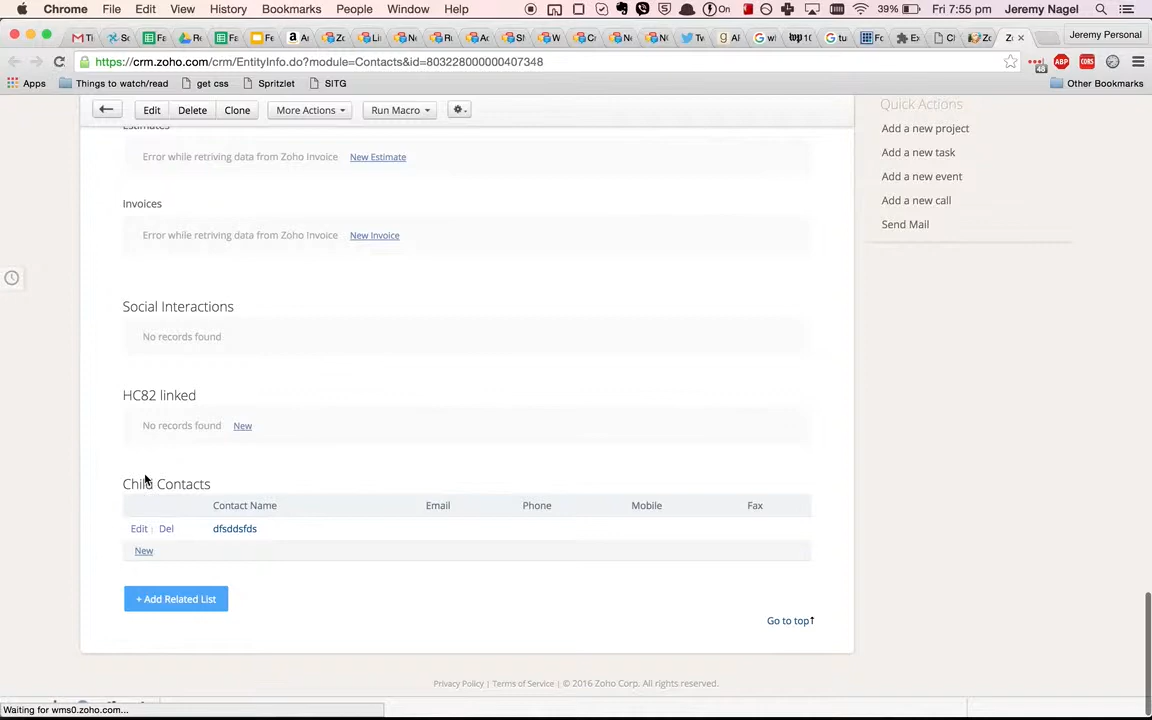 Chrome File Edit View History Bookmarks People Window Help On 39% Fri 7:55 pm Jeremy Nagel
Jeremy Personal
https://crm.zoho.com/crm/EntityInfo.do?module=Contacts&id=803228000000407348
Apps Things to watch/read get css Spritzlet SITG Other Bookmarks
Edit Delete Clone More Actions Run Macro
Quick Actions
Add a new project
Add a new task
Add a new event
Add a new call
Send Mail
Estimates
Error while retriving data from Zoho Invoice New Estimate
Invoices
Error while retriving data from Zoho Invoice New Invoice
Social Interactions
No records found
HC82 linked
No records found New
Child Contacts
Contact Name Email Phone Mobile Fax
Edit Del dfsddsfds
New
+ Add Related List
Go to top
Privacy Policy | Terms of Service | © 2016 Zoho Corp. All rights reserved.
Waiting for wms0.zoho.com...